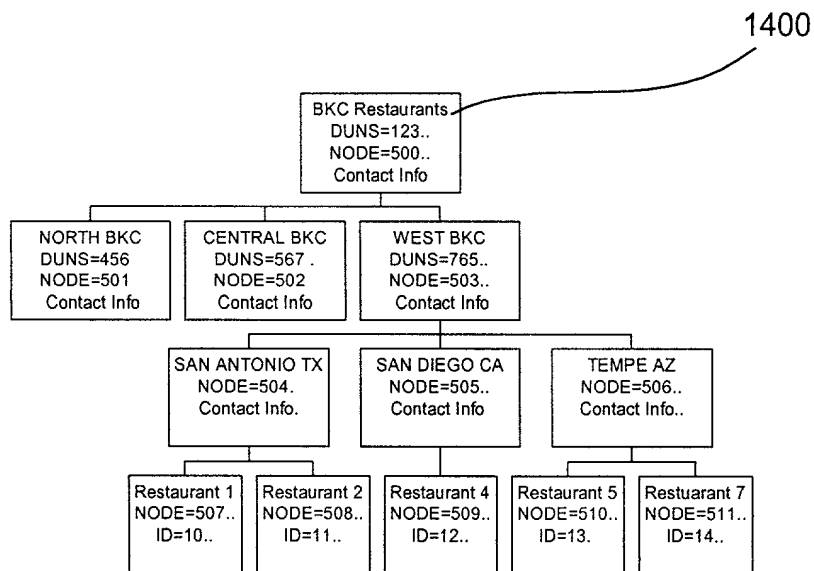 1400
BKC Restaurants
DUNS=123..
NODE=500..
Contact Info
NORTH BKC
DUNS=456
NODE=501
Contact Info
CENTRAL BKC
DUNS=567 .
NODE=502
Contact Info
WEST BKC
DUNS=765..
NODE=503..
Contact Info
SAN ANTONIO TX
NODE=504.
Contact Info.
SAN DIEGO CA
NODE=505..
Contact Info
TEMPE AZ
NODE=506..
Contact Info..
Restaurant 1
NODE=507..
ID=10..
Restaurant 2
NODE=508..
ID=11..
Restaurant 4
NODE=509..
ID=12..
Restaurant 5
NODE=510..
ID=13.
Restuarant 7
NODE=511..
ID=14..